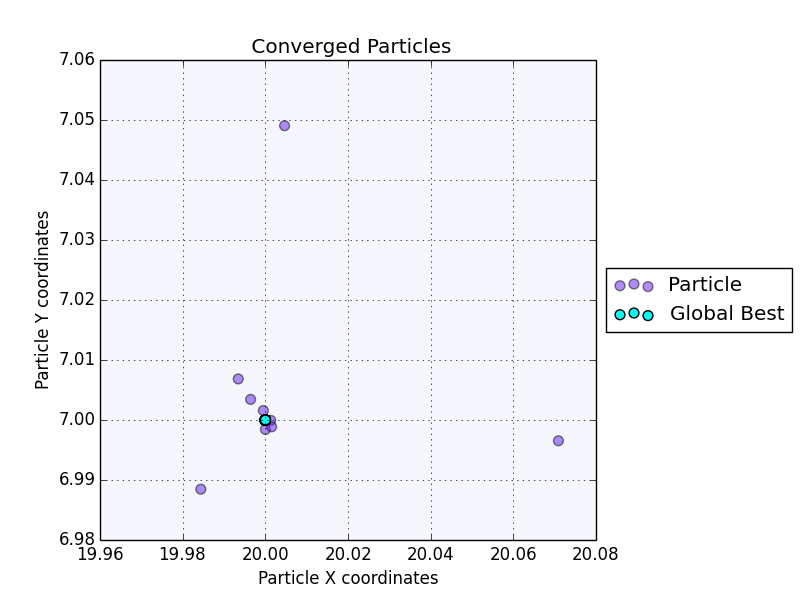 Converged Particles
7.06
7.05
7.04
7.03
7.02
7.01
7.00
6.99
6.98
Particle Y coordinates
19.96 19.98 20.00 20.02 20.04 20.06 20.08
Particle X coordinates
Particle
Global Best